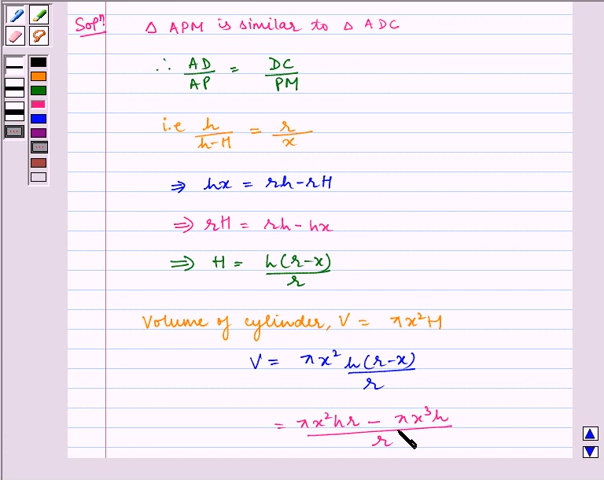 Solⁿ Δ APM is similar to Δ ADC
∴ AD/AP = DC/PM
i.e h/(h-H) = r/x
⇒ hx = rh - rH
⇒ rH = rh - hx
⇒ H = h(r-x)/r
Volume of cylinder, V = πx²H
V = πx² h(r-x)/r
= (πx²hr - πx³h)/r